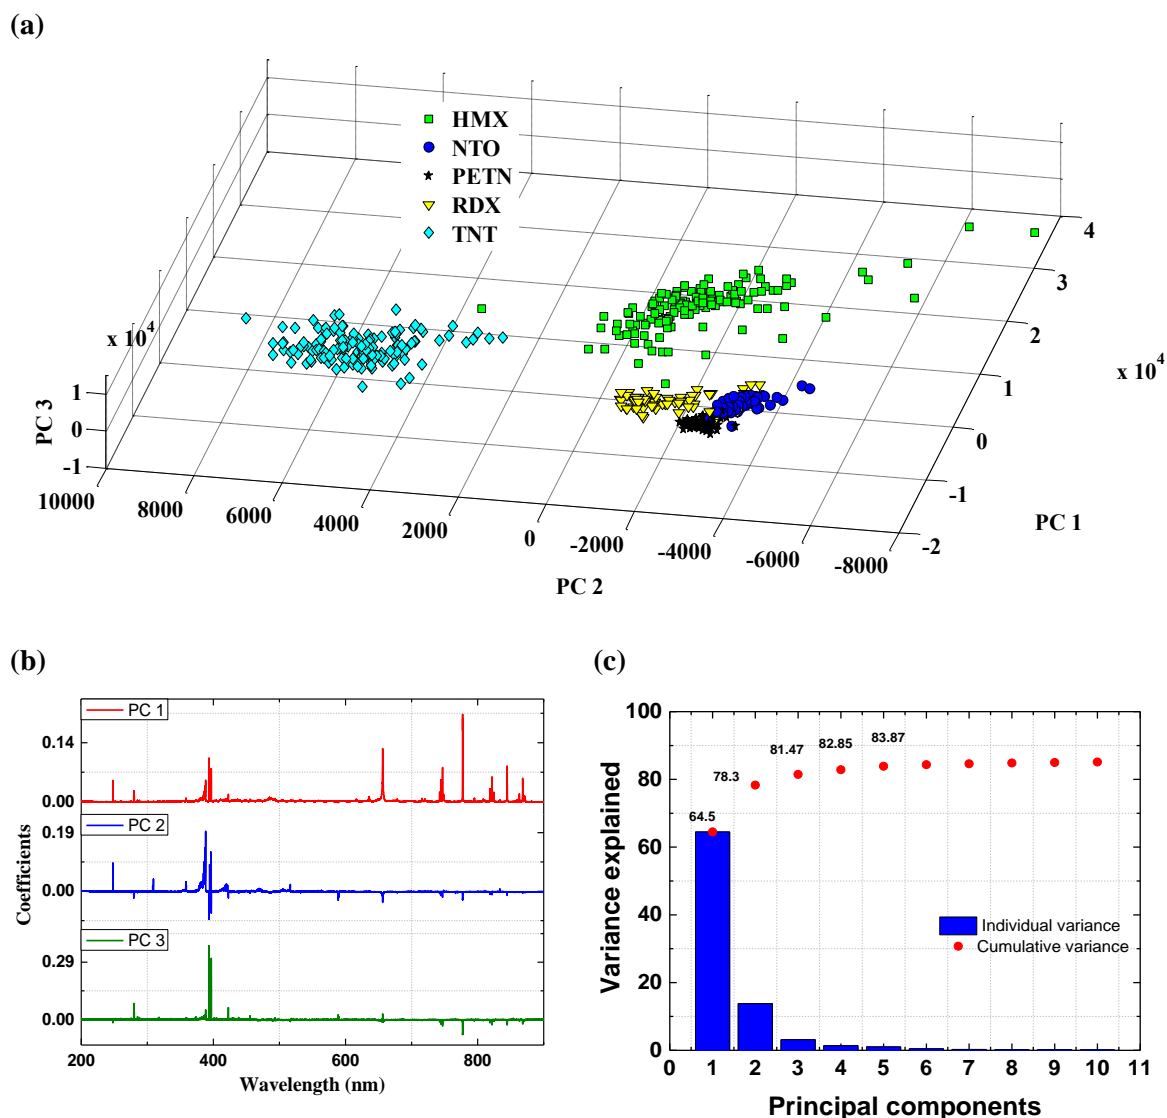 (a)
HMX
NTO
PETN
RDX
TNT
4
3
2
1
0
-1
-2
x 10^4
PC 1
x 10^4
1
0
-1
PC 3
10000
8000
6000
4000
2000
0
-2000
-4000
-6000
-8000
PC 2
(b)
PC 1
0.14
0.00
PC 2
0.19
0.00
PC 3
0.29
0.00
Coefficients
200
400
600
800
Wavelength (nm)
(c)
100
80
60
40
20
0
Variance explained
64.5
78.3
81.47
82.85
83.87
Individual variance
Cumulative variance
1 2 3 4 5 6 7 8 9 10 11
Principal components